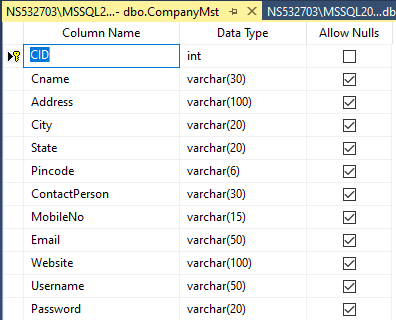 NS532703\MSSQL2...- dbo.CompanyMst NS532703\MSSQL20...db
Column Name Data Type Allow Nulls
CID int
Cname varchar(30)
Address varchar(100)
City varchar(20)
State varchar(20)
Pincode varchar(6)
ContactPerson varchar(30)
MobileNo varchar(15)
Email varchar(50)
Website varchar(100)
Username varchar(50)
Password varchar(20)